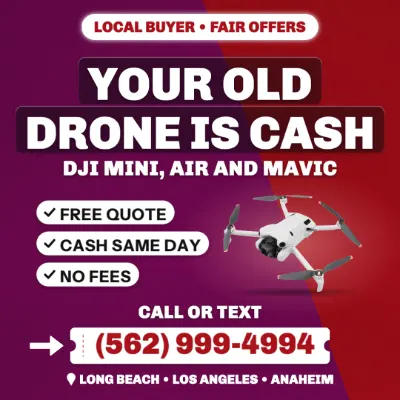 LOCAL BUYER • FAIR OFFERS
YOUR OLD
DRONE IS CASH
DJI MINI, AIR AND MAVIC
✓ FREE QUOTE
✓ CASH SAME DAY
✓ NO FEES
CALL OR TEXT
(562) 999-4994
LONG BEACH • LOS ANGELES • ANAHEIM